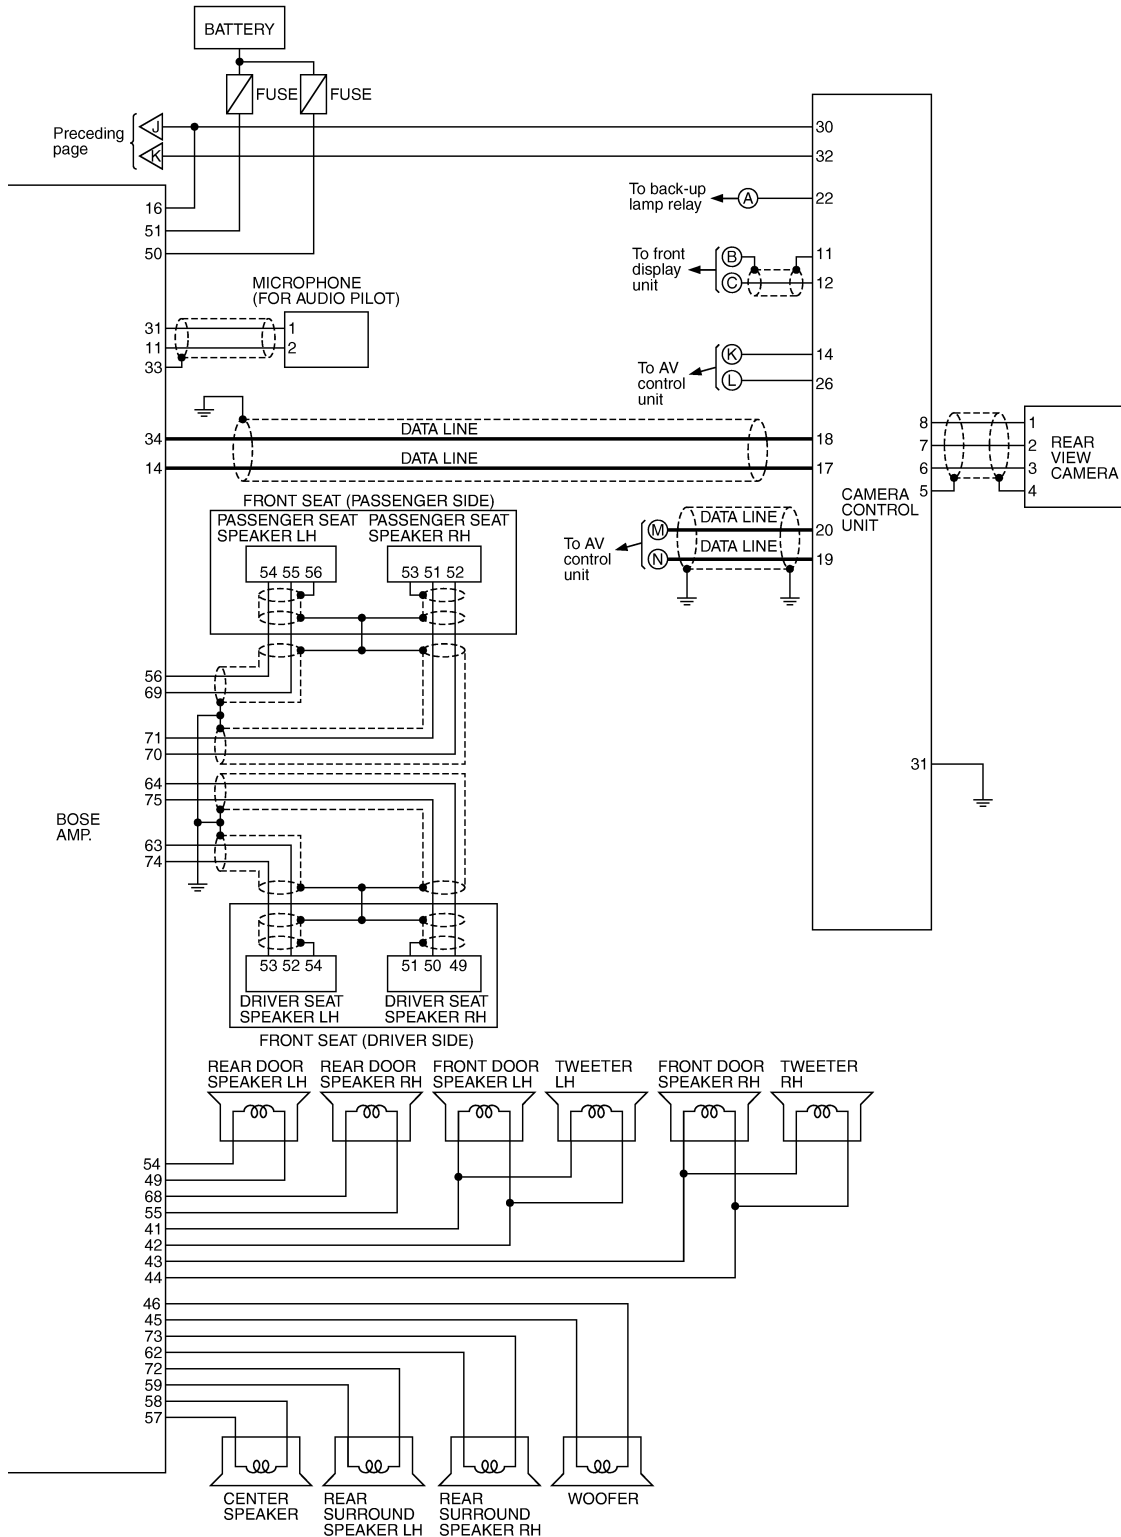 BATTERY
FUSE
FUSE
Preceding
page
J
K
30
32
To back-up
lamp relay
A
22
16
51
50
To front
display
unit
B
C
11
12
MICROPHONE
(FOR AUDIO PILOT)
31
11
33
1
2
To AV
control
unit
K
L
14
26
DATA LINE
DATA LINE
34
14
18
17
8
7
6
5
1
2
3
4
REAR
VIEW
CAMERA
CAMERA
CONTROL
UNIT
FRONT SEAT (PASSENGER SIDE)
PASSENGER SEAT
SPEAKER LH
PASSENGER SEAT
SPEAKER RH
54 55 56
53 51 52
To AV
control
unit
M
N
DATA LINE
DATA LINE
20
19
56
69
71
70
64
75
63
74
31
BOSE
AMP.
53 52 54
51 50 49
DRIVER SEAT
SPEAKER LH
DRIVER SEAT
SPEAKER RH
FRONT SEAT (DRIVER SIDE)
REAR DOOR
SPEAKER LH
REAR DOOR
SPEAKER RH
FRONT DOOR
SPEAKER LH
TWEETER
LH
FRONT DOOR
SPEAKER RH
TWEETER
RH
54
49
68
55
41
42
43
44
46
45
73
62
72
59
58
57
CENTER
SPEAKER
REAR
SURROUND
SPEAKER LH
REAR
SURROUND
SPEAKER RH
WOOFER